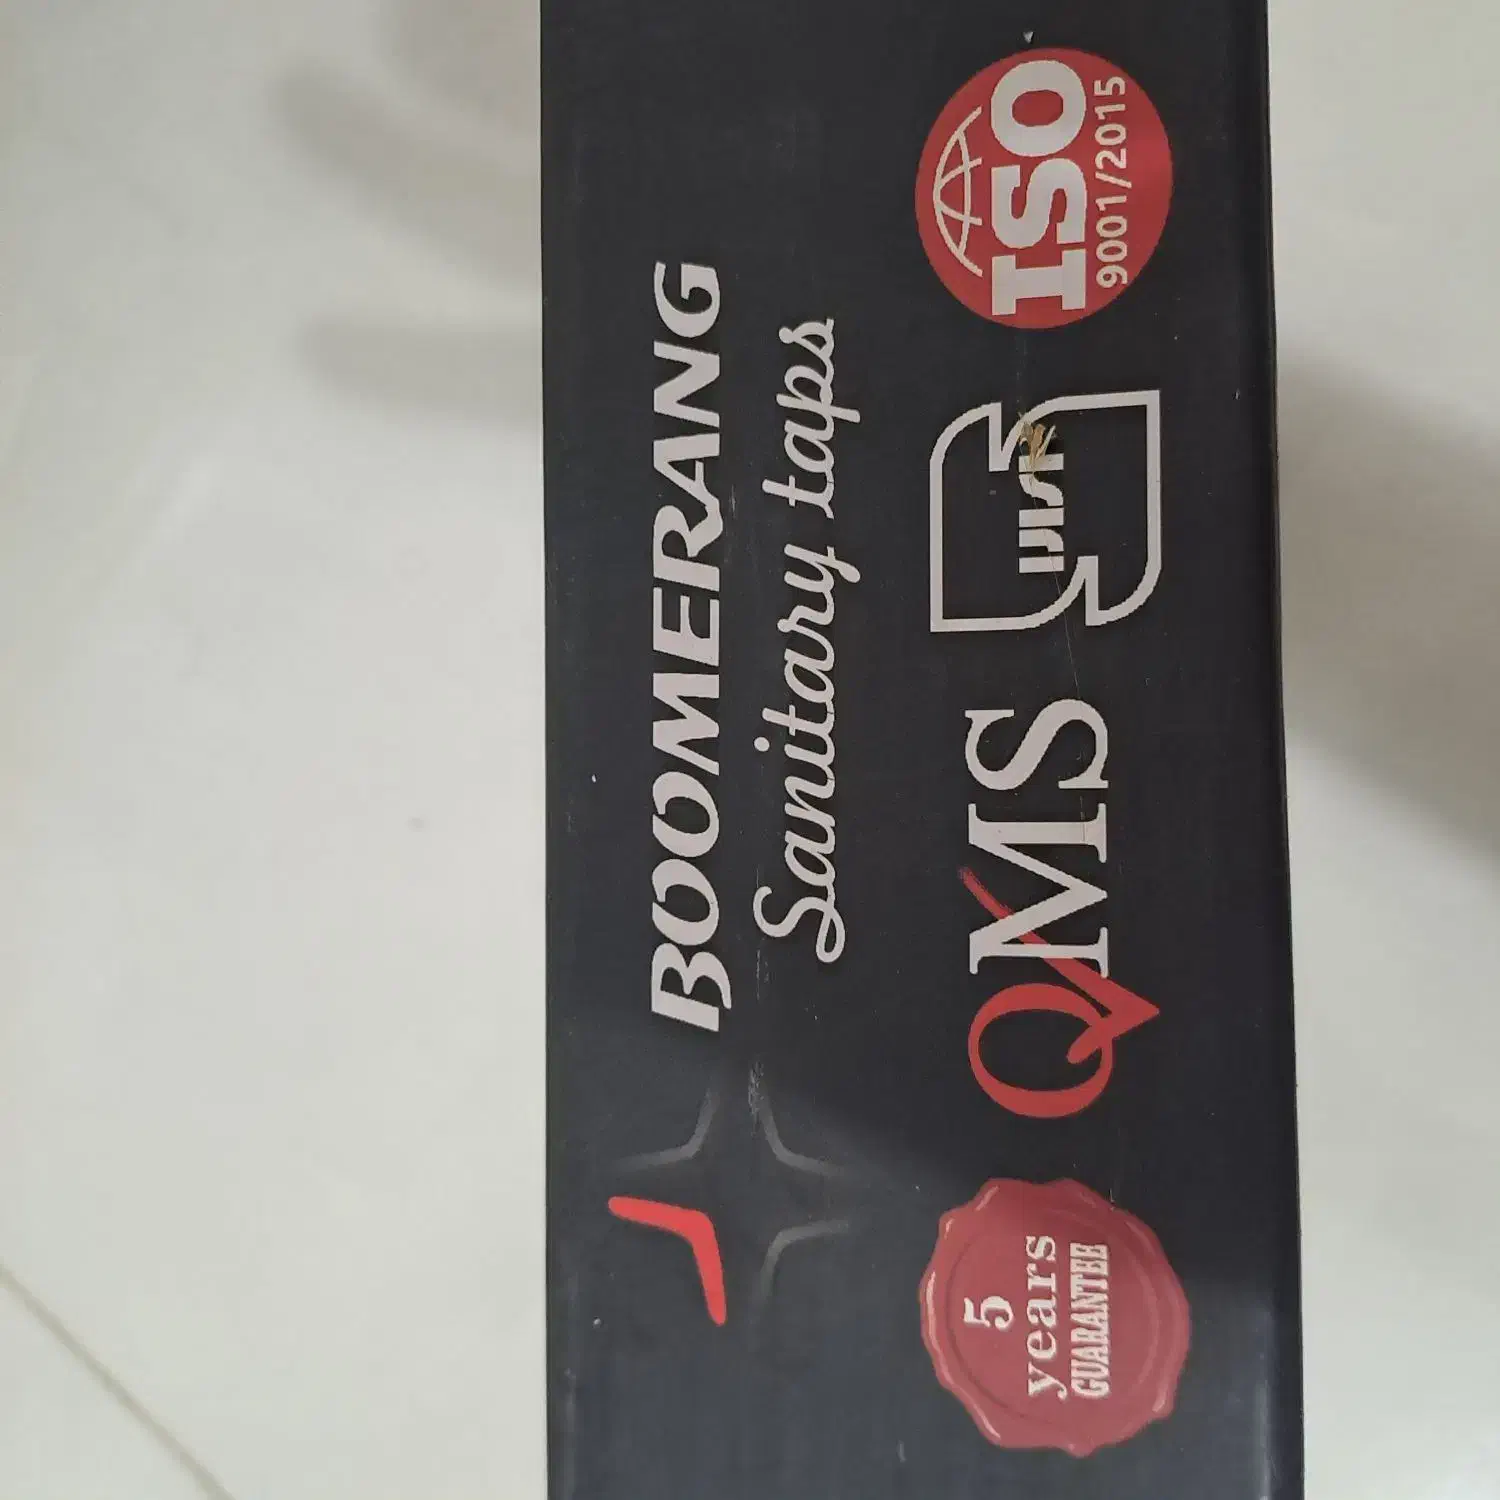 BOOMERANG
Sanitary taps
5
years
GUARANTEE
QMS
ISO
9001/2015